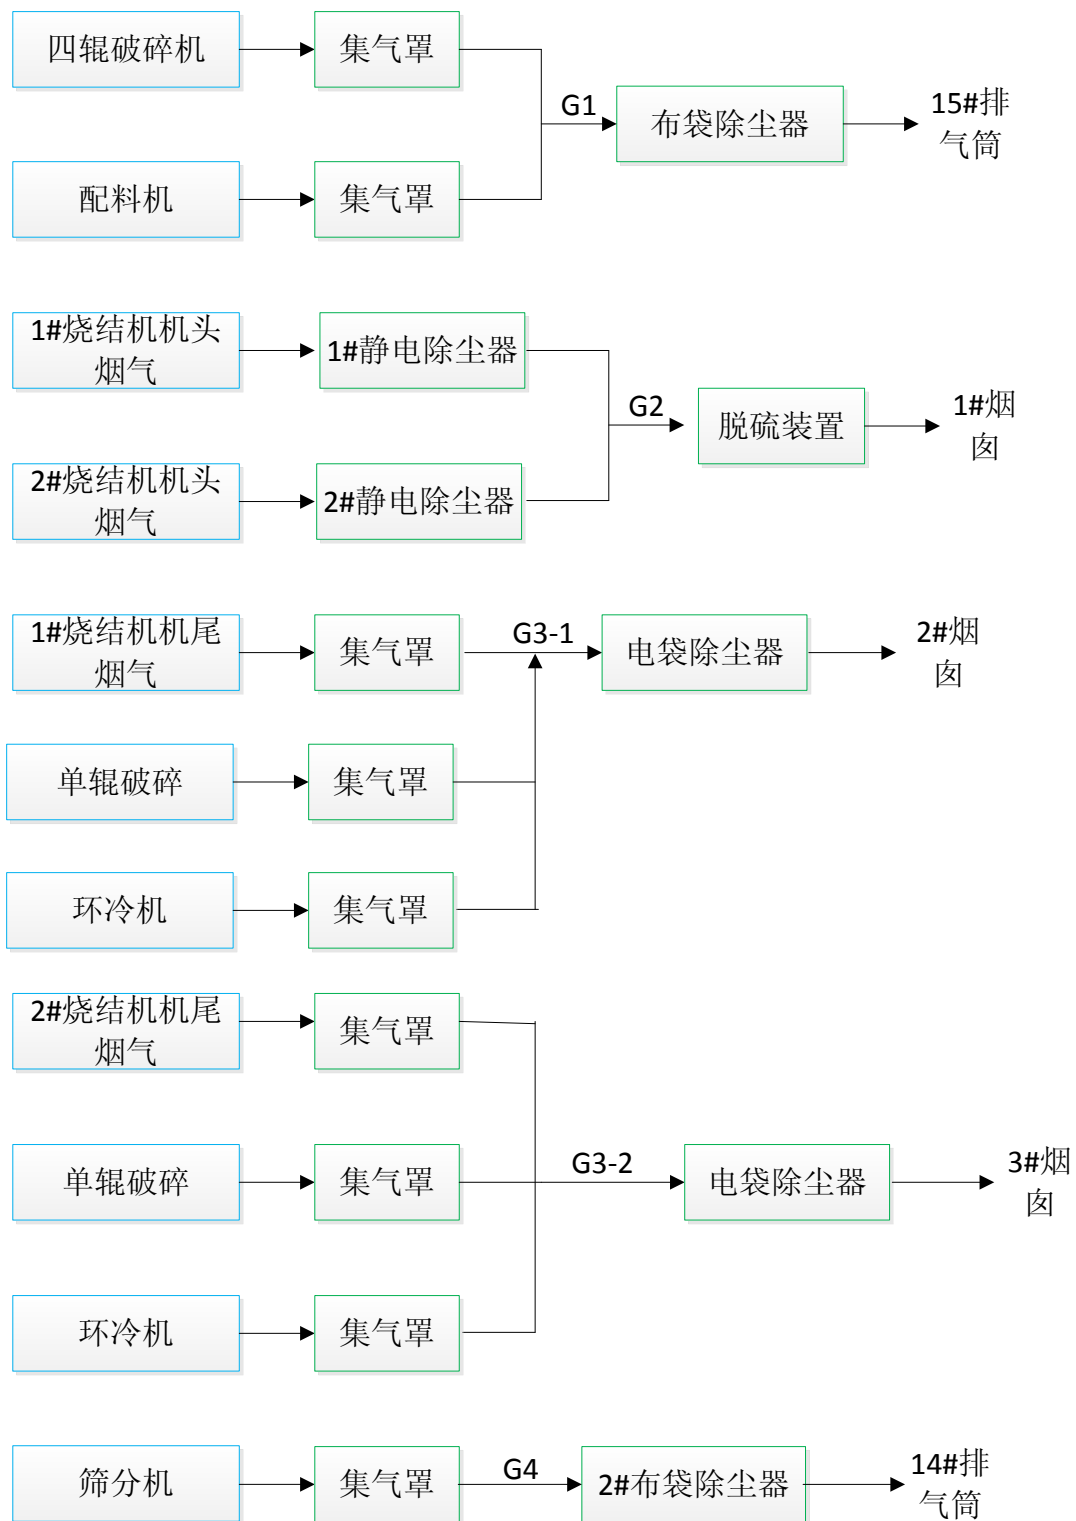 四辊破碎机
集气罩
G1
布袋除尘器
15#排
气筒
配料机
集气罩
1#烧结机机头
烟气
1#静电除尘器
G2
脱硫装置
1#烟
囱
2#烧结机机头
烟气
2#静电除尘器
1#烧结机机尾
烟气
集气罩
G3-1
电袋除尘器
2#烟
囱
单辊破碎
集气罩
环冷机
集气罩
2#烧结机机尾
烟气
集气罩
单辊破碎
集气罩
G3-2
电袋除尘器
3#烟
囱
环冷机
集气罩
筛分机
集气罩
G4
2#布袋除尘器
14#排
气筒